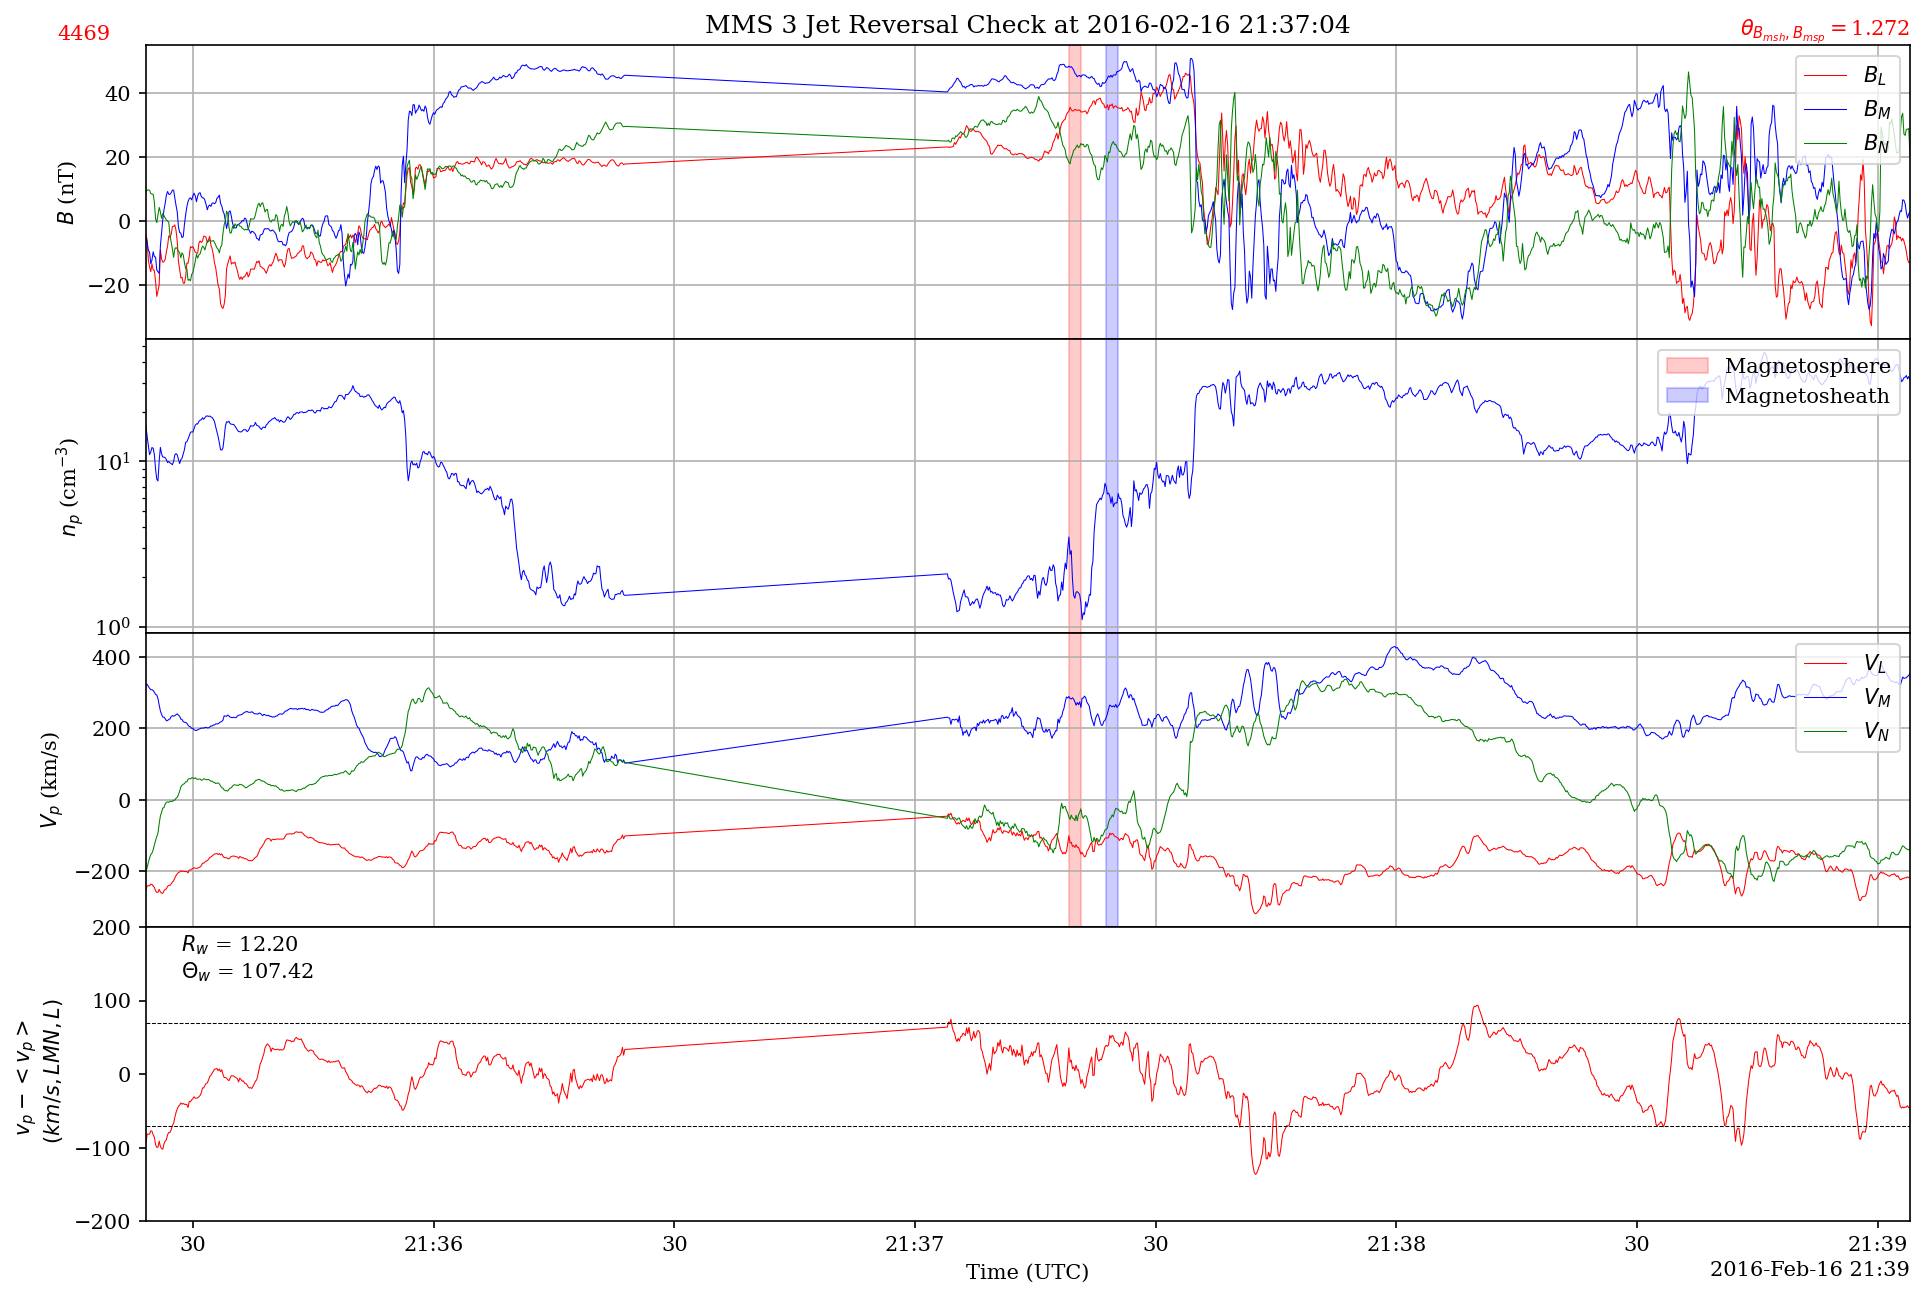 4469
MMS 3 Jet Reversal Check at 2016-02-16 21:37:04
θ_{B_{msh}, B_{msp}} = 1.272
B (nT)
40
20
0
−20
B_L
B_M
B_N
n_p (cm^{−3})
10^1
10^0
Magnetosphere
Magnetosheath
V_p (km/s)
400
200
0
−200
V_L
V_M
V_N
v_p − < v_p >
(km/s, LMN, L)
200
100
0
−100
−200
R_w = 12.20
Θ_w = 107.42
30
21:36
30
21:37
30
21:38
30
21:39
Time (UTC)
2016-Feb-16 21:39